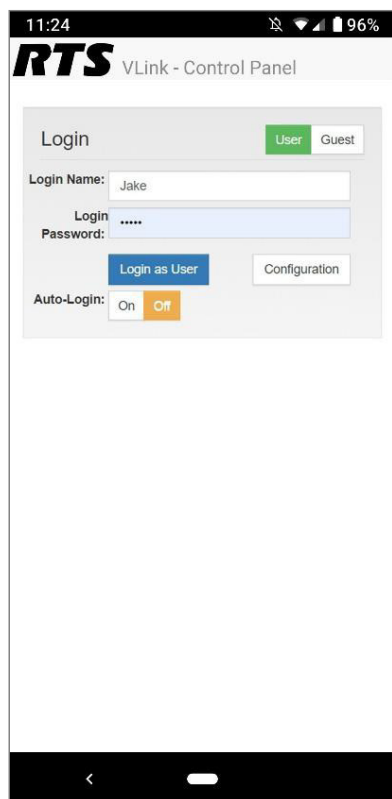 11:24 96%
RTS VLink - Control Panel
Login User Guest
Login Name: Jake
Login Password: •••••
Login as User Configuration
Auto-Login: On Off